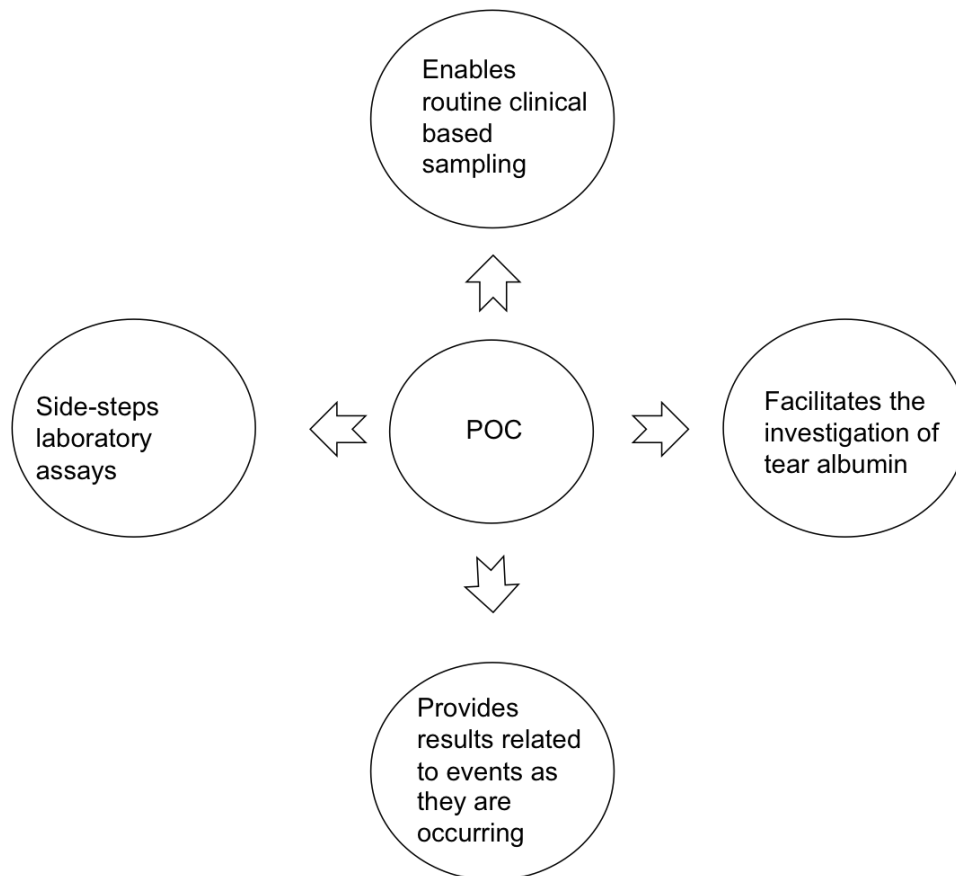 Enables
routine clinical
based
sampling
Side-steps
laboratory
assays
POC
Facilitates the
investigation of
tear albumin
Provides
results related
to events as
they are
occurring